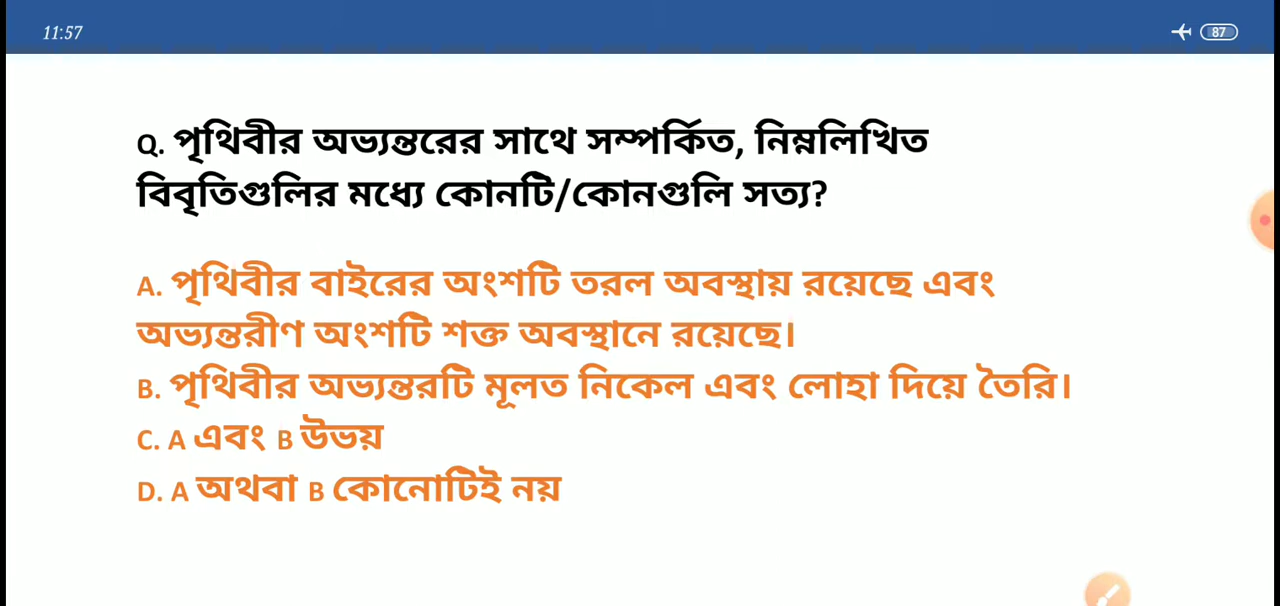 11:57
87
Q. পৃথিবীর অভ্যন্তরের সাথে সম্পর্কিত, নিম্নলিখিত
বিবৃতিগুলির মধ্যে কোনটি/কোনগুলি সত্য?
A. পৃথিবীর বাইরের অংশটি তরল অবস্থায় রয়েছে এবং
অভ্যন্তরীণ অংশটি শক্ত অবস্থানে রয়েছে।
B. পৃথিবীর অভ্যন্তরটি মূলত নিকেল এবং লোহা দিয়ে তৈরি।
C. A এবং B উভয়
D. A অথবা B কোনোটিই নয়